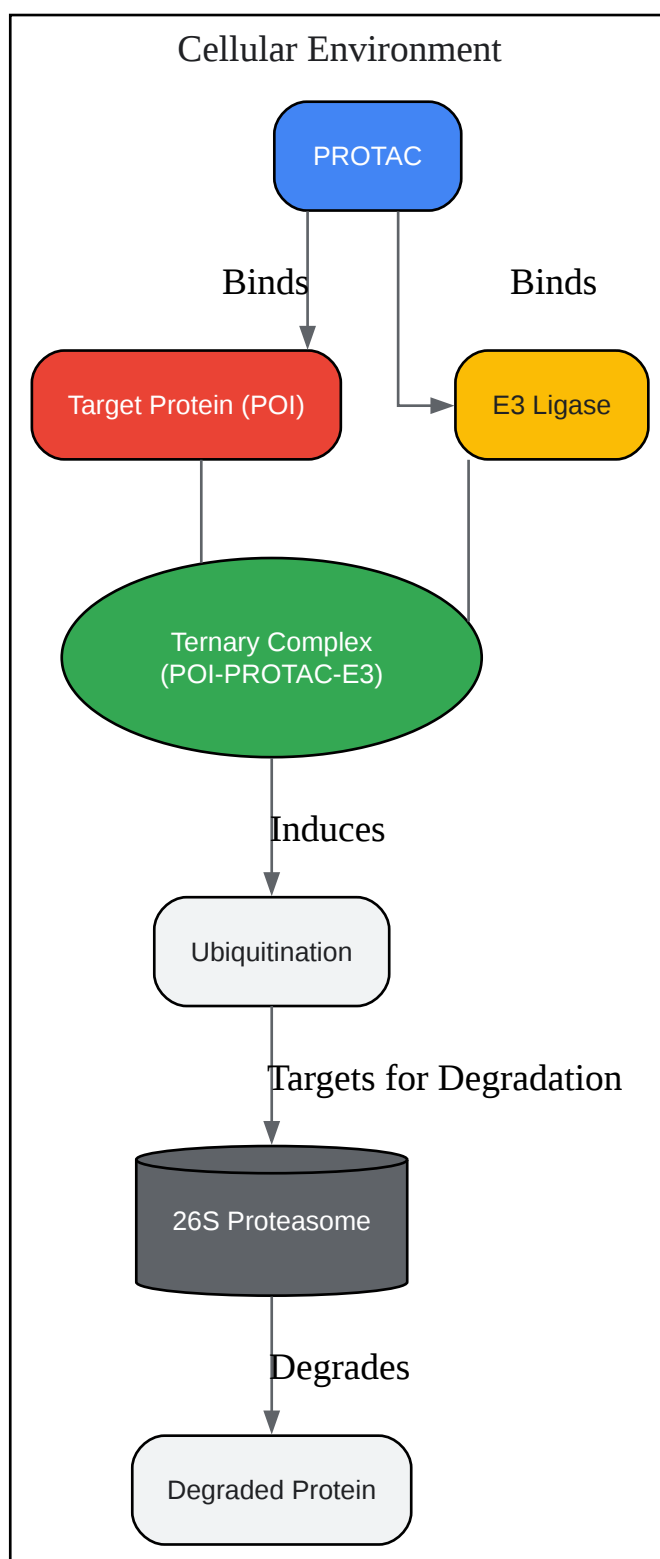 Cellular Environment
PROTAC
Binds
Binds
Target Protein (POI)
E3 Ligase
Ternary Complex
(POI-PROTAC-E3)
Induces
Ubiquitination
Targets for Degradation
26S Proteasome
Degrades
Degraded Protein